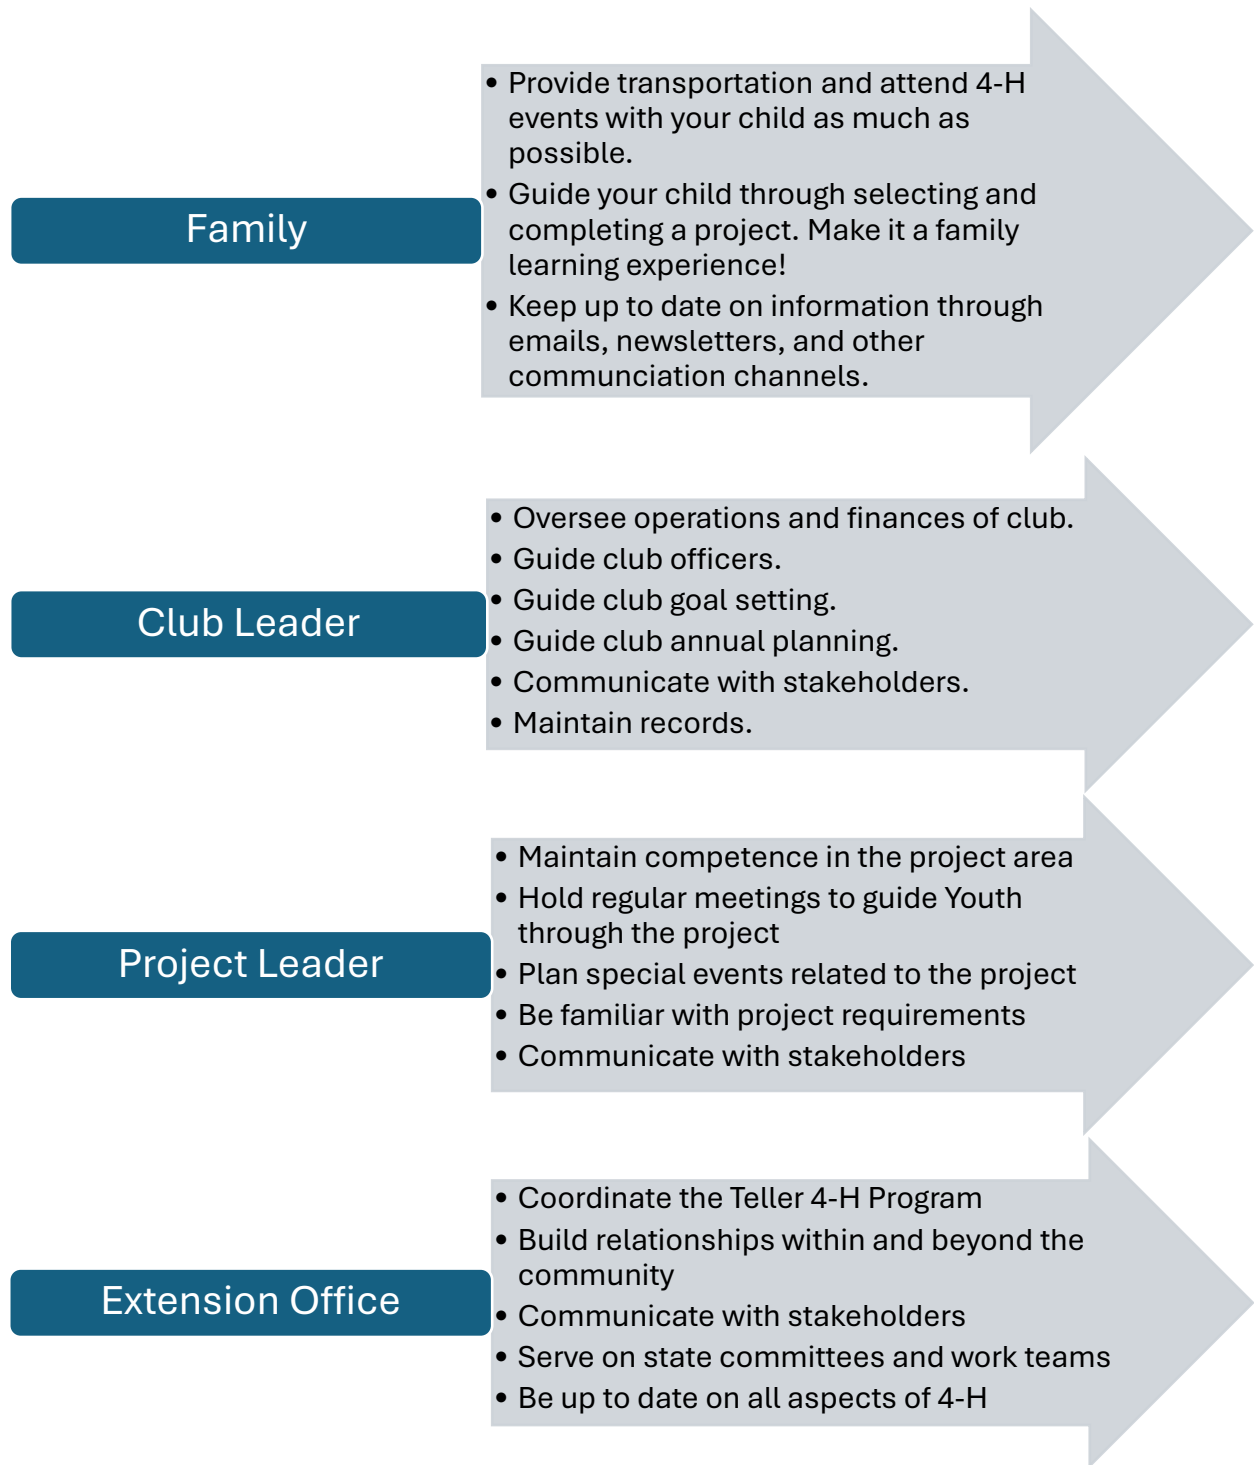 Family
• Provide transportation and attend 4-H
events with your child as much as
possible.
• Guide your child through selecting and
completing a project. Make it a family
learning experience!
• Keep up to date on information through
emails, newsletters, and other
communciation channels.
Club Leader
• Oversee operations and finances of club.
• Guide club officers.
• Guide club goal setting.
• Guide club annual planning.
• Communicate with stakeholders.
• Maintain records.
Project Leader
• Maintain competence in the project area
• Hold regular meetings to guide Youth
through the project
• Plan special events related to the project
• Be familiar with project requirements
• Communicate with stakeholders
Extension Office
• Coordinate the Teller 4-H Program
• Build relationships within and beyond the
community
• Communicate with stakeholders
• Serve on state committees and work teams
• Be up to date on all aspects of 4-H